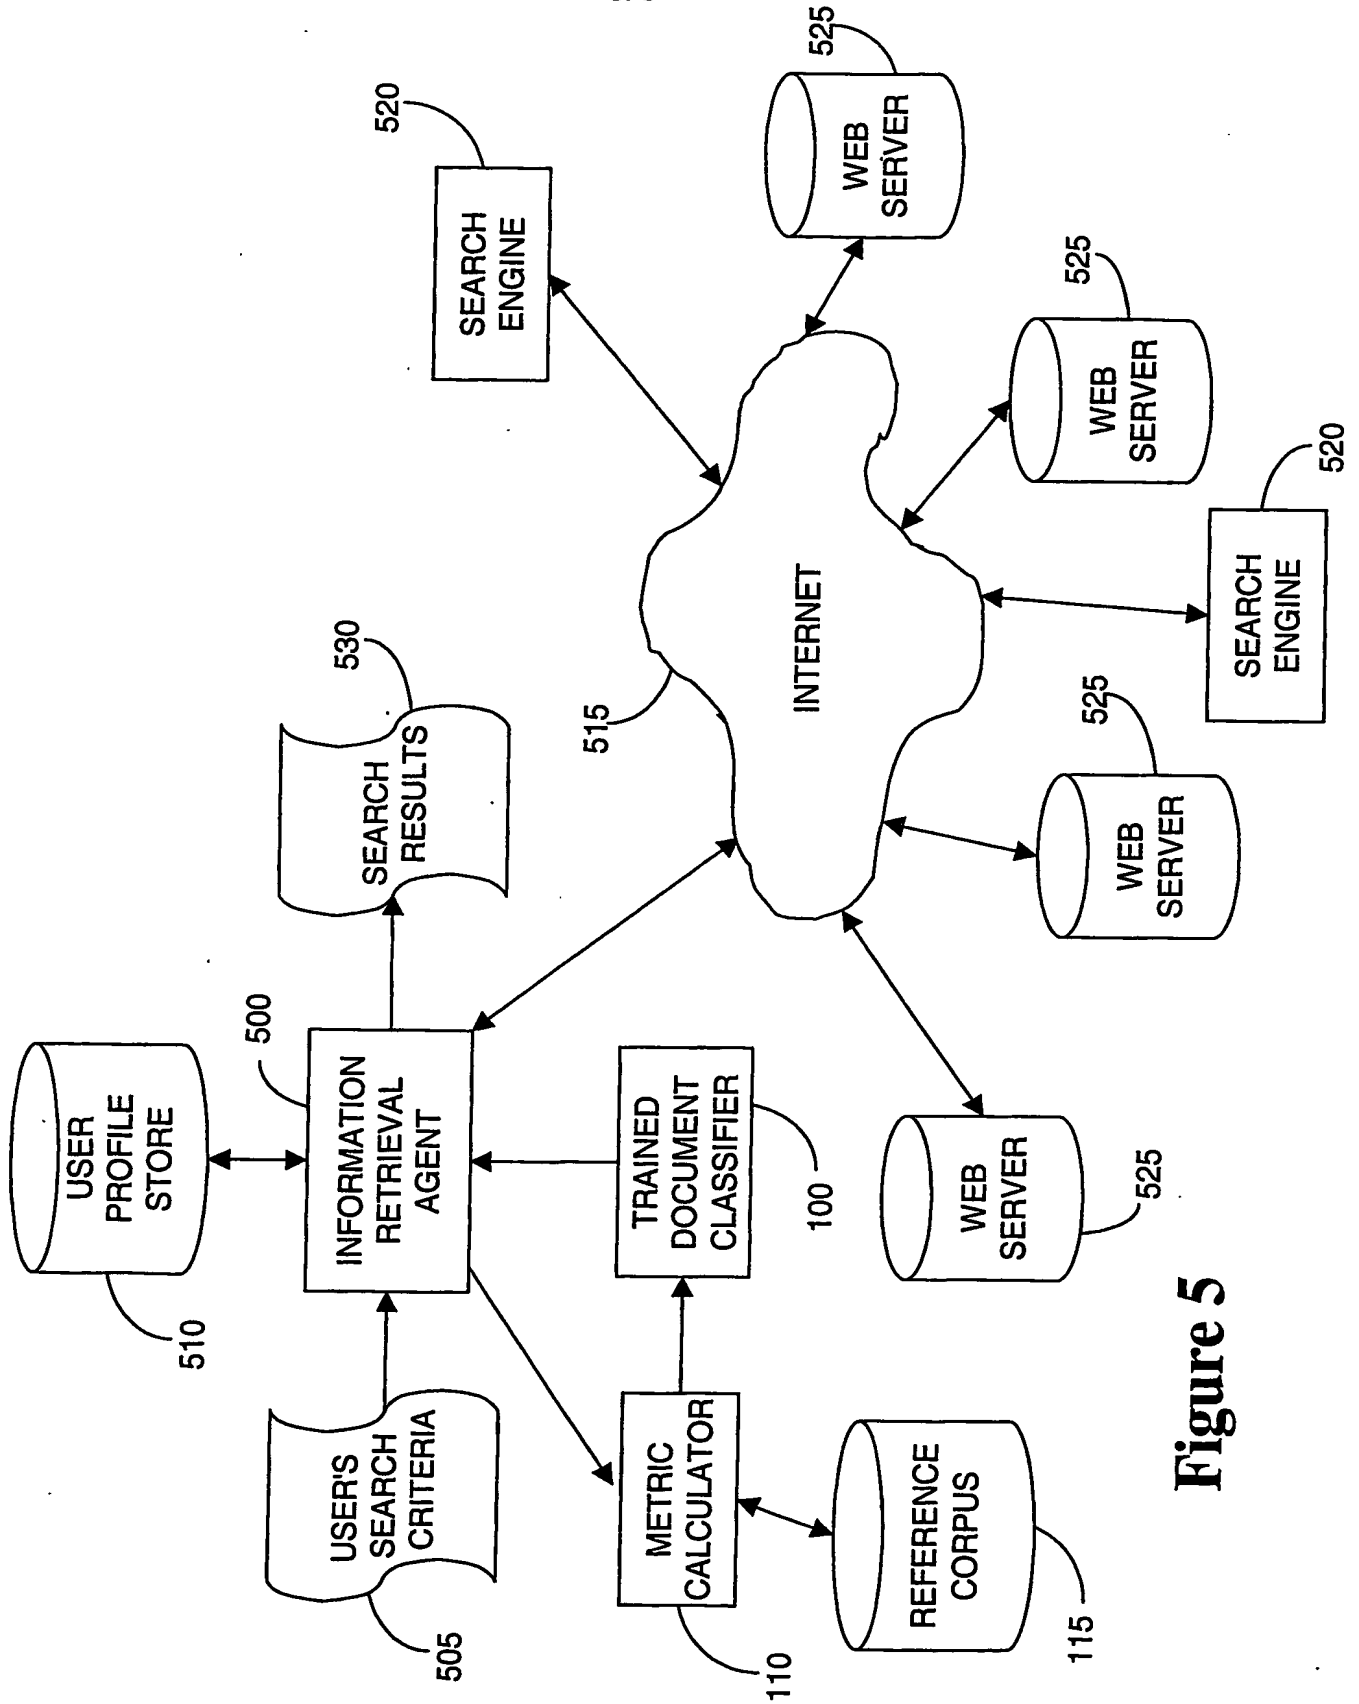 510
USER
PROFILE
STORE
500
505
USER'S
SEARCH
CRITERIA
INFORMATION
RETRIEVAL
AGENT
SEARCH
RESULTS
530
520
SEARCH
ENGINE
110
METRIC
CALCULATOR
TRAINED
DOCUMENT
CLASSIFIER
100
515
INTERNET
525
WEB
SERVER
115
REFERENCE
CORPUS
WEB
SERVER
525
WEB
SERVER
525
WEB
SERVER
525
SEARCH
ENGINE
520
Figure 5